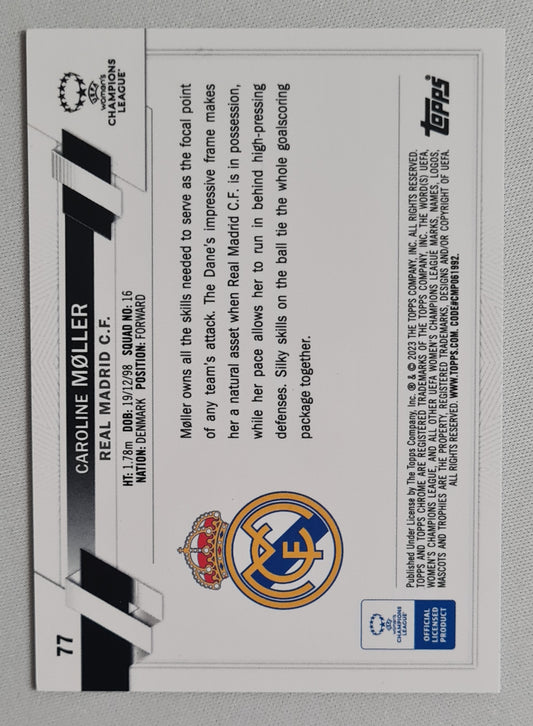 77
CAROLINE MØLLER
REAL MADRID C.F.
HT: 1.78m DOB: 19/12/98 SQUAD NO: 16
NATION: DENMARK POSITION: FORWARD
UEFA
women's
CHAMPIONS
LEAGUE
Møller owns all the skills needed to serve as the focal point
of any team's attack. The Dane's impressive frame makes
her a natural asset when Real Madrid C.F. is in possession,
while her pace allows her to run in behind high-pressing
defenses. Silky skills on the ball tie the whole goalscoring
package together.
UEFA
women's
CHAMPIONS
LEAGUE
OFFICIAL
LICENSED
PRODUCT
Published Under License by The Topps Company, Inc. ® & © 2023 THE TOPPS COMPANY, INC. ALL RIGHTS RESERVED.
TOPPS AND TOPPS CHROME ARE REGISTERED TRADEMARKS OF THE TOPPS COMPANY, INC. THE WORD(S) UEFA,
WOMEN'S CHAMPIONS LEAGUE, AND ALL OTHER UEFA WOMEN'S CHAMPIONS LEAGUE MARKS, NAMES, LOGOS,
MASCOTS AND TROPHIES ARE THE PROPERTY, REGISTERED TRADEMARKS, DESIGNS AND/OR COPYRIGHT OF UEFA.
ALL RIGHTS RESERVED. WWW.TOPPS.COM. CODE#CMP061992.
topps®